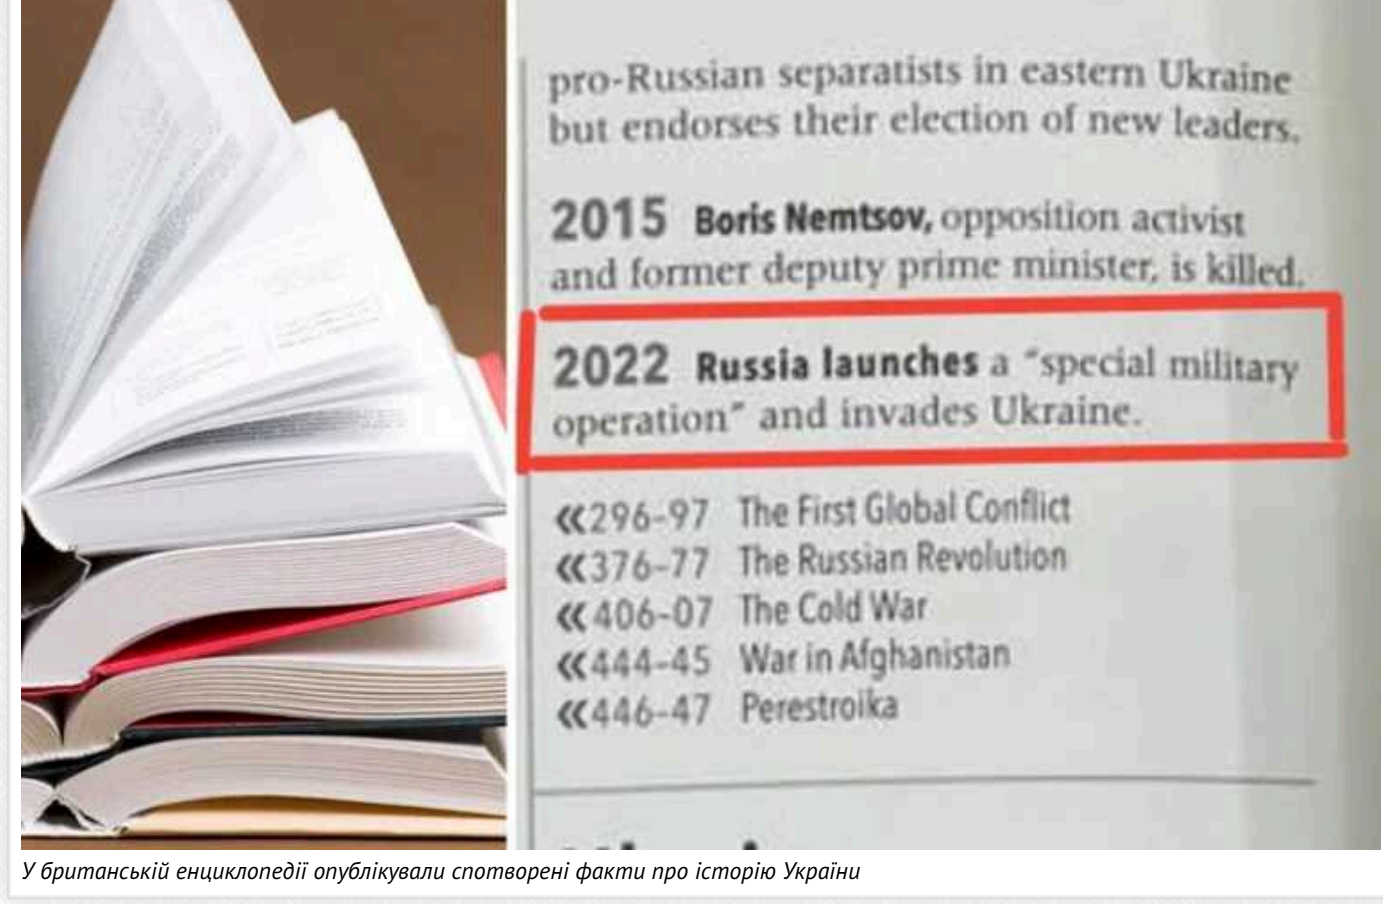 pro-Russian separatists in eastern Ukraine
but endorses their election of new leaders.
2015 Boris Nemtsov, opposition activist
and former deputy prime minister, is killed.
2022 Russia launches a "special military
operation" and invades Ukraine.
«296–97 The First Global Conflict
«376–77 The Russian Revolution
«406–07 The Cold War
«444–45 War in Afghanistan
«446–47 Perestroika
У британській енциклопедії опублікували спотворені факти про історію України